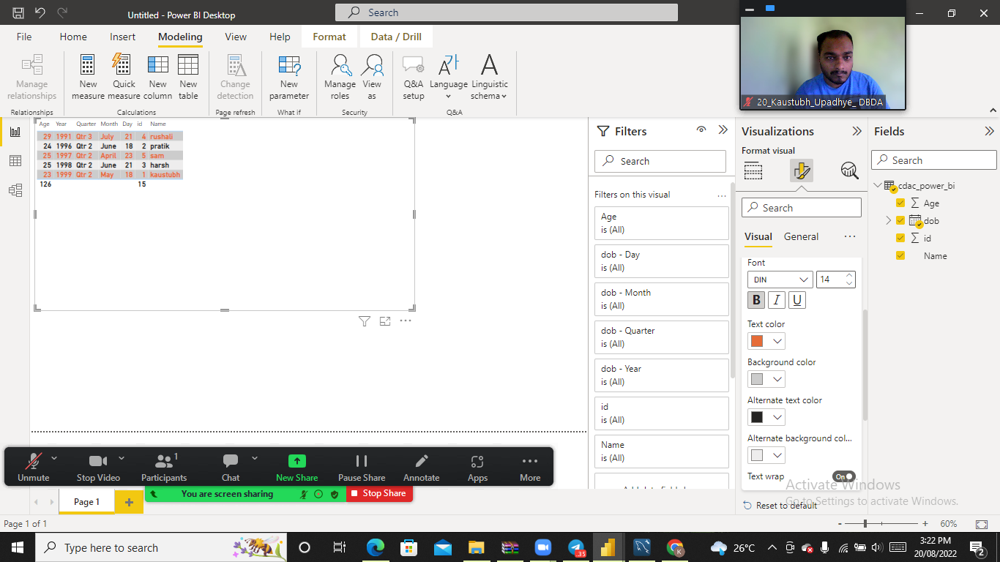 Untitled - Power BI Desktop
Search
File Home Insert Modeling View Help Format Data / Drill
Manage relationships
New measure
Quick measure
New column
New table
Change detection
New parameter
Manage roles
View as
Q&A setup
Language
Linguistic schema
Relationships
Calculations
Page refresh
What if
Security
Q&A
20_Kaustubh_Upadhye_ DBDA
Age Year Quarter Month Day id Name
29 1991 Qtr 3 July 21 4 rushali
24 1996 Qtr 2 June 18 2 pratik
25 1997 Qtr 2 April 23 5 sam
25 1998 Qtr 2 June 21 3 harsh
23 1999 Qtr 2 May 18 1 kaustubh
126 15
Filters
Search
Filters on this visual
Age
is (All)
dob - Day
is (All)
dob - Month
is (All)
dob - Quarter
is (All)
dob - Year
is (All)
id
is (All)
Name
is (All)
Visualizations
Format visual
Search
Visual General
Font
DIN 14
B I U
Text color
Background color
Alternate text color
Alternate background col...
Text wrap On
Reset to default
Fields
Search
cdac_power_bi
Age
dob
id
Name
Activate Windows
Go to Settings to activate Windows.
Unmute
Stop Video
Participants 1
Chat
New Share
Pause Share
Annotate
Apps
More
You are screen sharing
Stop Share
Page 1
Page 1 of 1
- + 60%
Type here to search
35
K
26°C
3:22 PM
20/08/2022
2